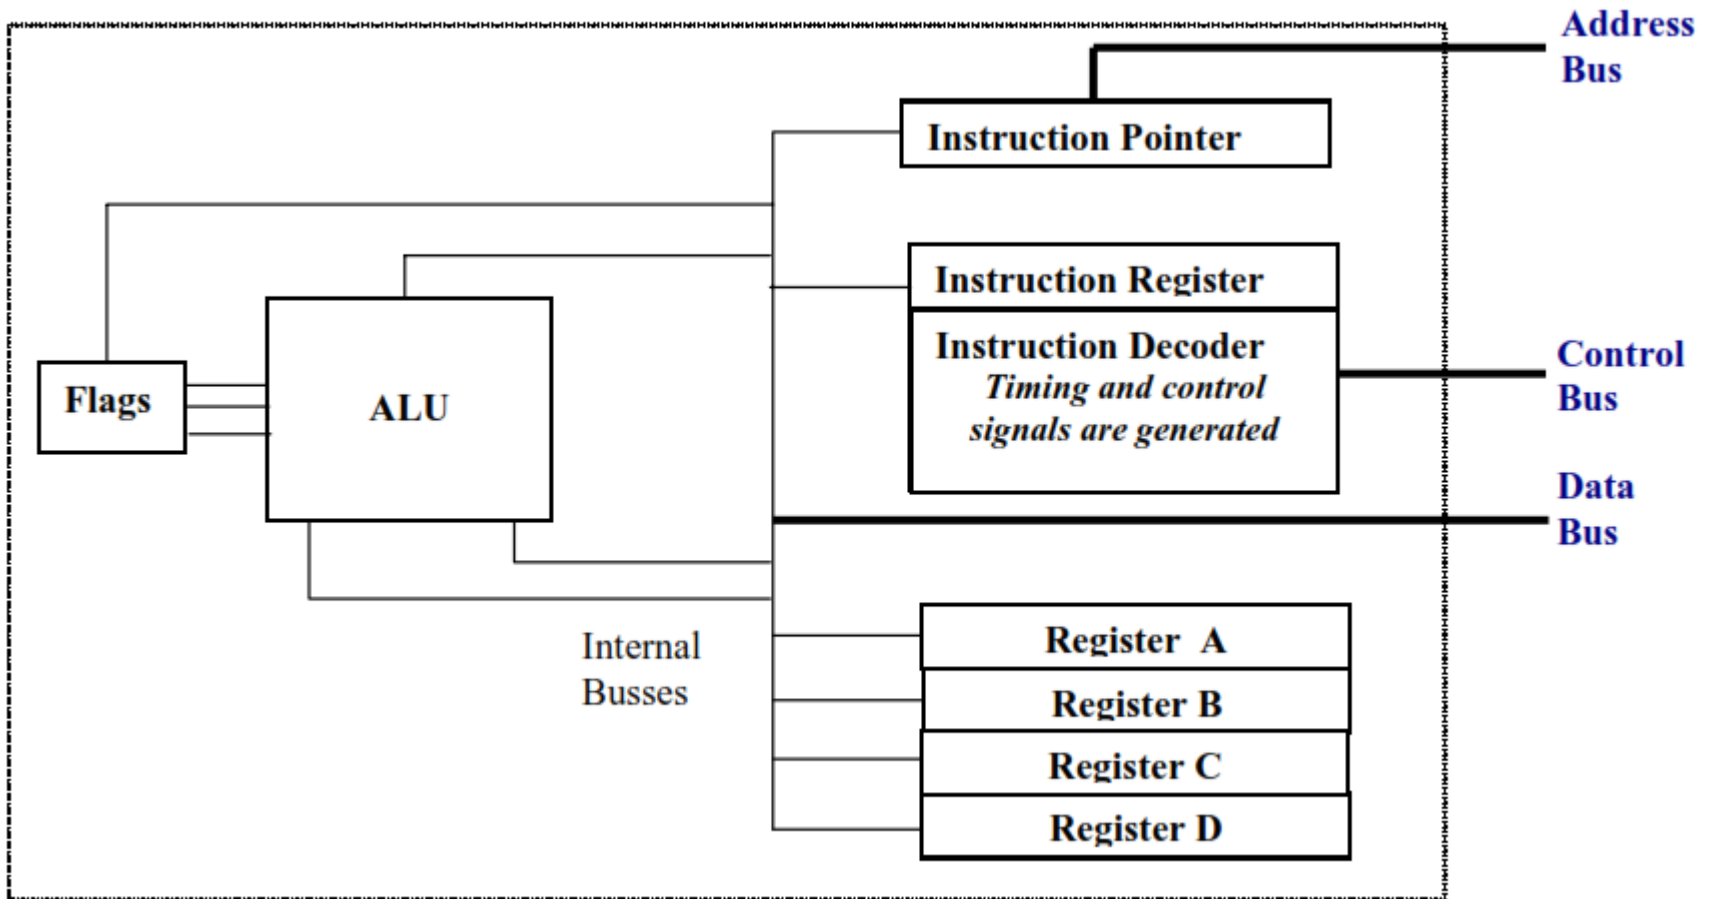 Address
Bus
Instruction Pointer
Instruction Register
Instruction Decoder
Timing and control
signals are generated
Control
Bus
Flags
ALU
Data
Bus
Internal
Busses
Register A
Register B
Register C
Register D